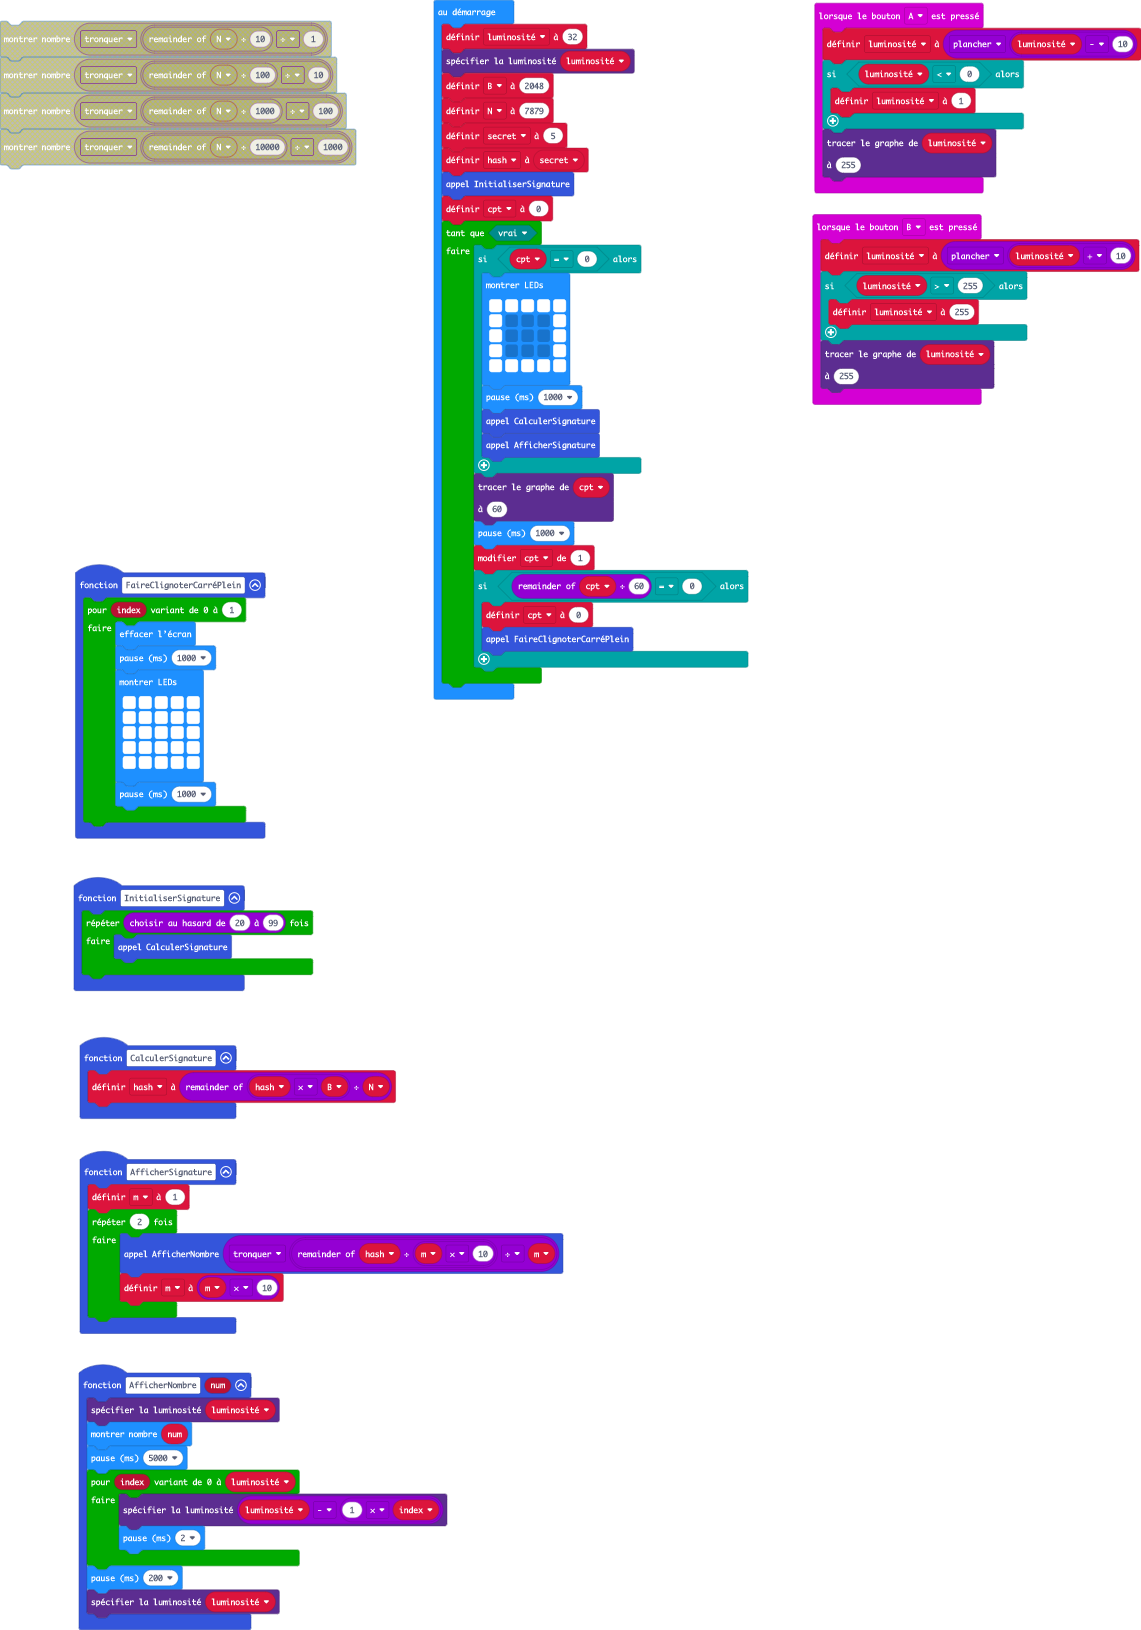 montrer nombre tronquer remainder of N ÷ 10 ÷ 1
montrer nombre tronquer remainder of N ÷ 100 ÷ 10
montrer nombre tronquer remainder of N ÷ 1000 ÷ 100
montrer nombre tronquer remainder of N ÷ 10000 ÷ 1000
au démarrage
définir luminosité à 32
spécifier la luminosité luminosité
définir B à 2048
définir N à 7879
définir secret à 5
définir hash à secret
appel InitialiserSignature
définir cpt à 0
tant que vrai
faire
si cpt = 0 alors
montrer LEDs
pause (ms) 1000
appel CalculerSignature
appel AfficherSignature
tracer le graphe de cpt
à 60
pause (ms) 1000
modifier cpt de 1
si remainder of cpt ÷ 60 = 0 alors
définir cpt à 0
appel FaireClignoterCarréPlein
lorsque le bouton A est pressé
définir luminosité à plancher luminosité - 10
si luminosité < 0 alors
définir luminosité à 1
tracer le graphe de luminosité
à 255
lorsque le bouton B est pressé
définir luminosité à plancher luminosité + 10
si luminosité > 255 alors
définir luminosité à 255
tracer le graphe de luminosité
à 255
fonction FaireClignoterCarréPlein
pour index variant de 0 à 1
faire
effacer l'écran
pause (ms) 1000
montrer LEDs
pause (ms) 1000
fonction InitialiserSignature
répéter choisir au hasard de 20 à 99 fois
faire
appel CalculerSignature
fonction CalculerSignature
définir hash à remainder of hash × B ÷ N
fonction AfficherSignature
définir m à 1
répéter 2 fois
faire
appel AfficherNombre tronquer remainder of hash ÷ m × 10 ÷ m
définir m à m × 10
fonction AfficherNombre num
spécifier la luminosité luminosité
montrer nombre num
pause (ms) 5000
pour index variant de 0 à luminosité
faire
spécifier la luminosité luminosité - 1 × index
pause (ms) 2
pause (ms) 200
spécifier la luminosité luminosité